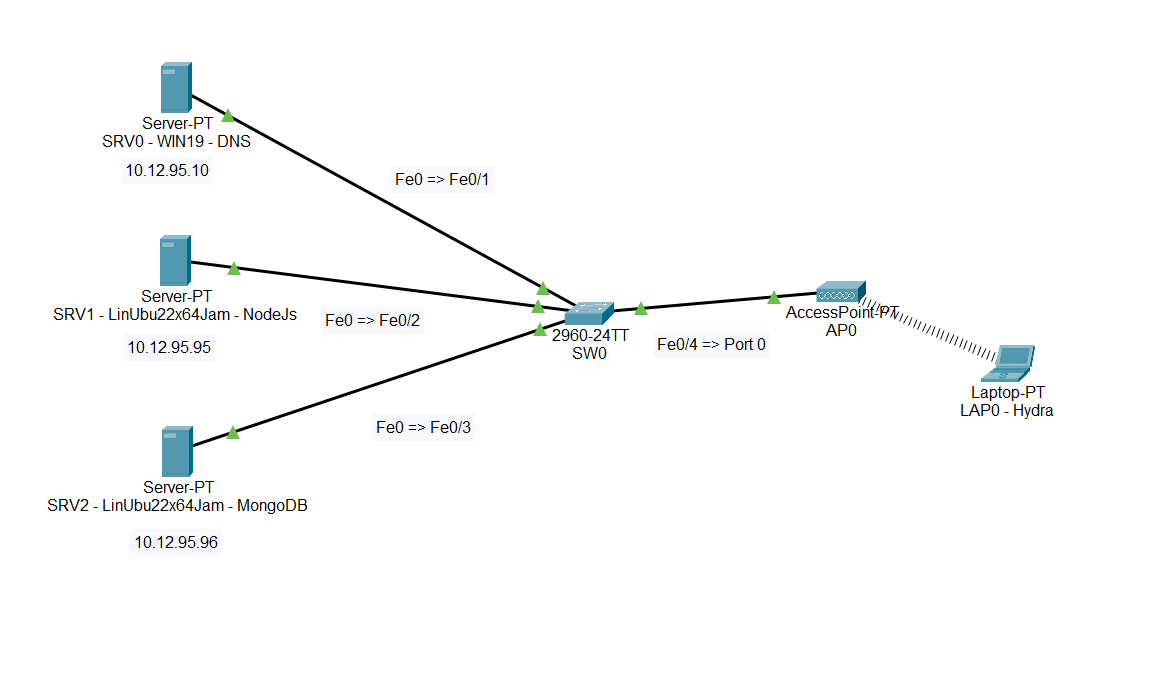 Server-PT
SRV0 - WIN19 - DNS
10.12.95.10
Fe0 => Fe0/1
Server-PT
SRV1 - LinUbu22x64Jam - NodeJs
10.12.95.95
Fe0 => Fe0/2
2960-24TT
SW0
Fe0/4 => Port 0
AccessPoint-PT
AP0
Laptop-PT
LAP0 - Hydra
Fe0 => Fe0/3
Server-PT
SRV2 - LinUbu22x64Jam - MongoDB
10.12.95.96